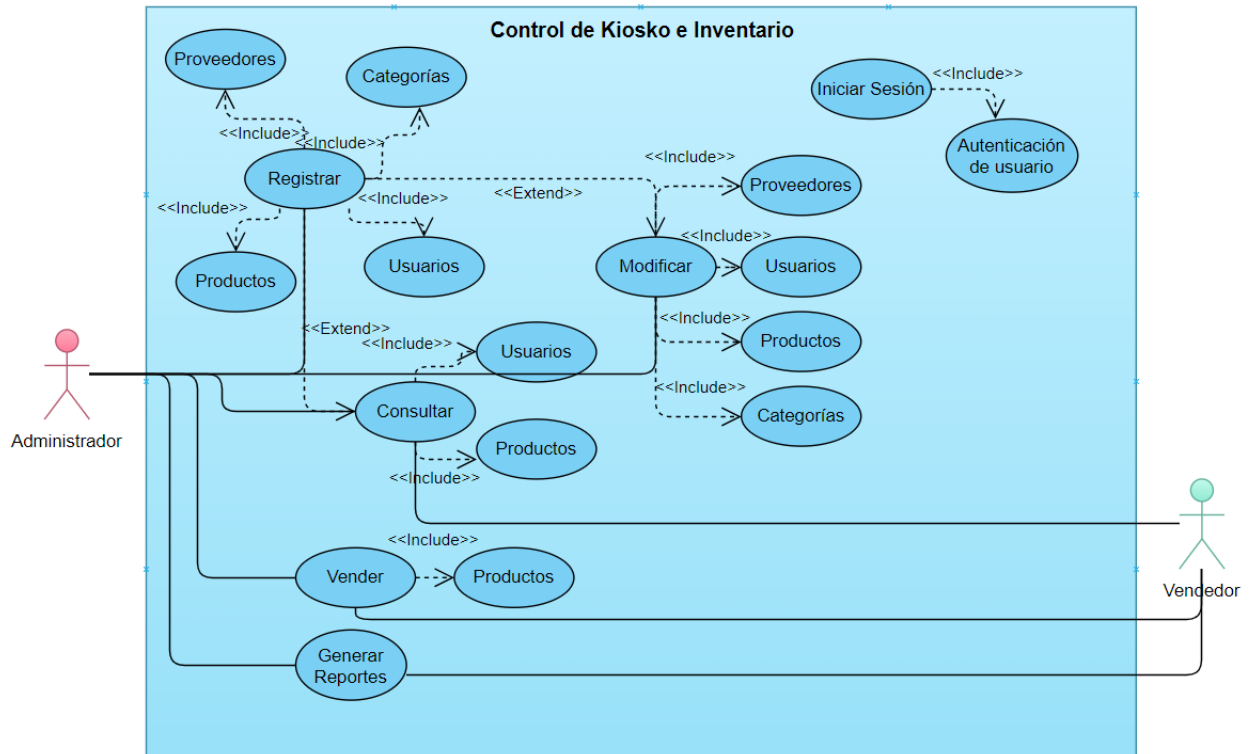 Control de Kiosko e Inventario
Proveedores
Categorías
Iniciar Sesión
<<Include>>
Autenticación
de usuario
<<Include>>
<<Include>>
Registrar
<<Include>>
<<Include>>
<<Extend>>
<<Include>>
Proveedores
Productos
Usuarios
Modificar
<<Include>>
Usuarios
<<Extend>>
<<Include>>
Usuarios
<<Include>>
Productos
<<Include>>
Categorías
Consultar
<<Include>>
Productos
Administrador
<<Include>>
Vender
Productos
Vendedor
Generar
Reportes